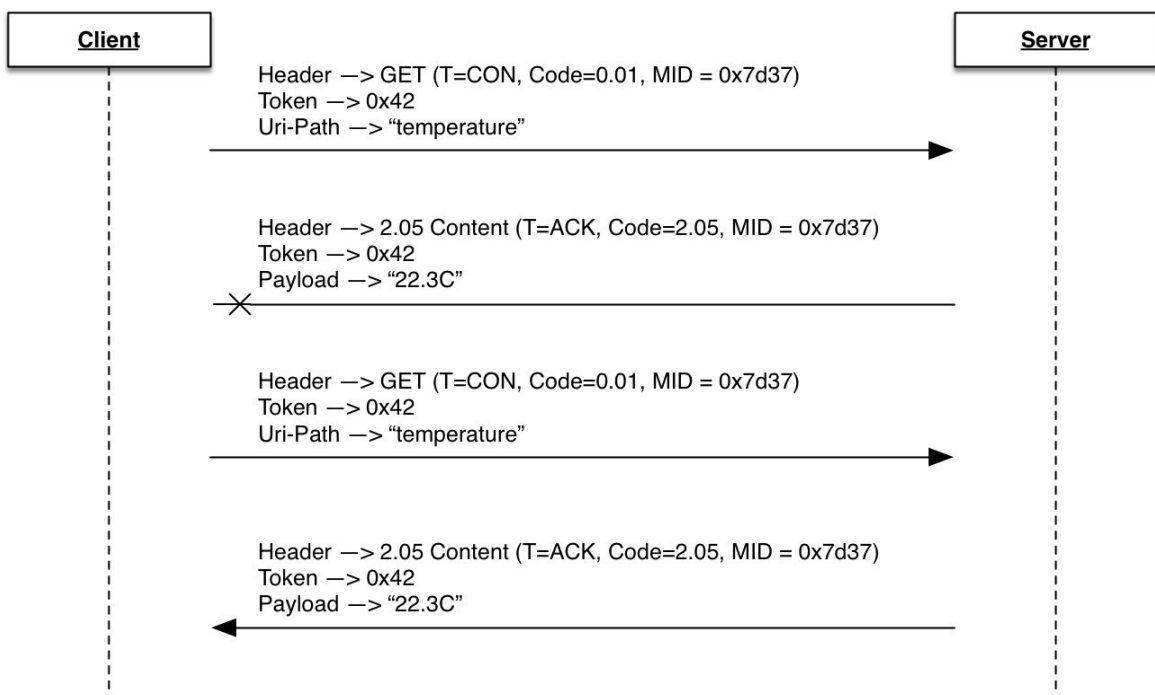 Client
Server
Header —> GET (T=CON, Code=0.01, MID = 0x7d37)
Token —> 0x42
Uri-Path —> “temperature”
Header —> 2.05 Content (T=ACK, Code=2.05, MID = 0x7d37)
Token —> 0x42
Payload —> “22.3C”
Header —> GET (T=CON, Code=0.01, MID = 0x7d37)
Token —> 0x42
Uri-Path —> “temperature”
Header —> 2.05 Content (T=ACK, Code=2.05, MID = 0x7d37)
Token —> 0x42
Payload —> “22.3C”